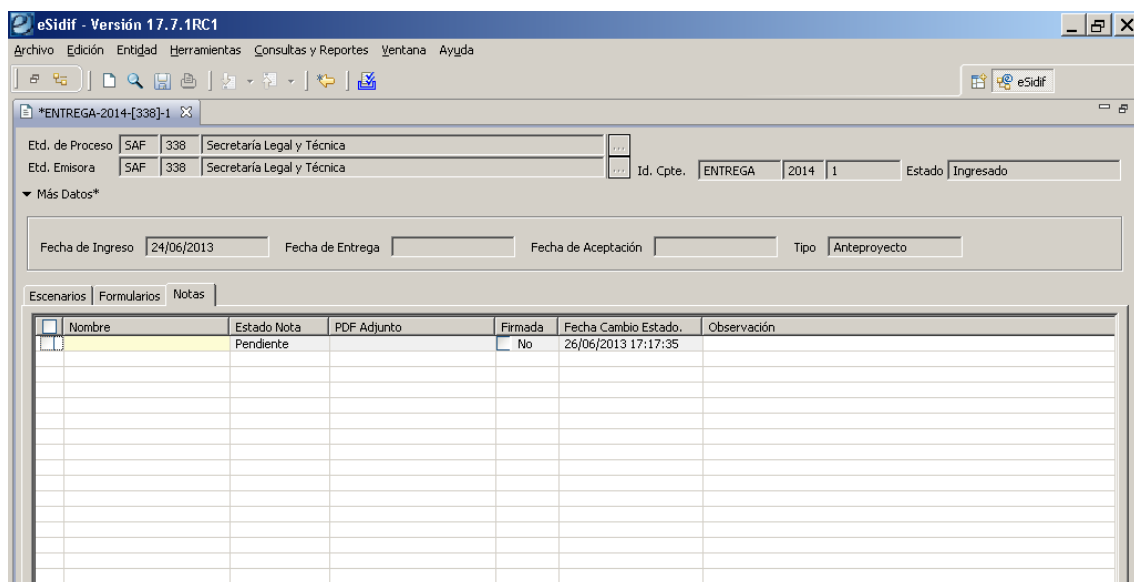 eSidif - Versión 17.7.1RC1
Archivo Edición Entidad Herramientas Consultas y Reportes Ventana Ayuda
eSidif
*ENTREGA-2014-[338]-1
Etd. de Proceso SAF 338 Secretaría Legal y Técnica ...
Etd. Emisora SAF 338 Secretaría Legal y Técnica ... Id. Cpte. ENTREGA 2014 1 Estado Ingresado
Más Datos*
Fecha de Ingreso 24/06/2013 Fecha de Entrega Fecha de Aceptación Tipo Anteproyecto
Escenarios Formularios Notas
Nombre Estado Nota PDF Adjunto Firmada Fecha Cambio Estado. Observación
Pendiente No 26/06/2013 17:17:35